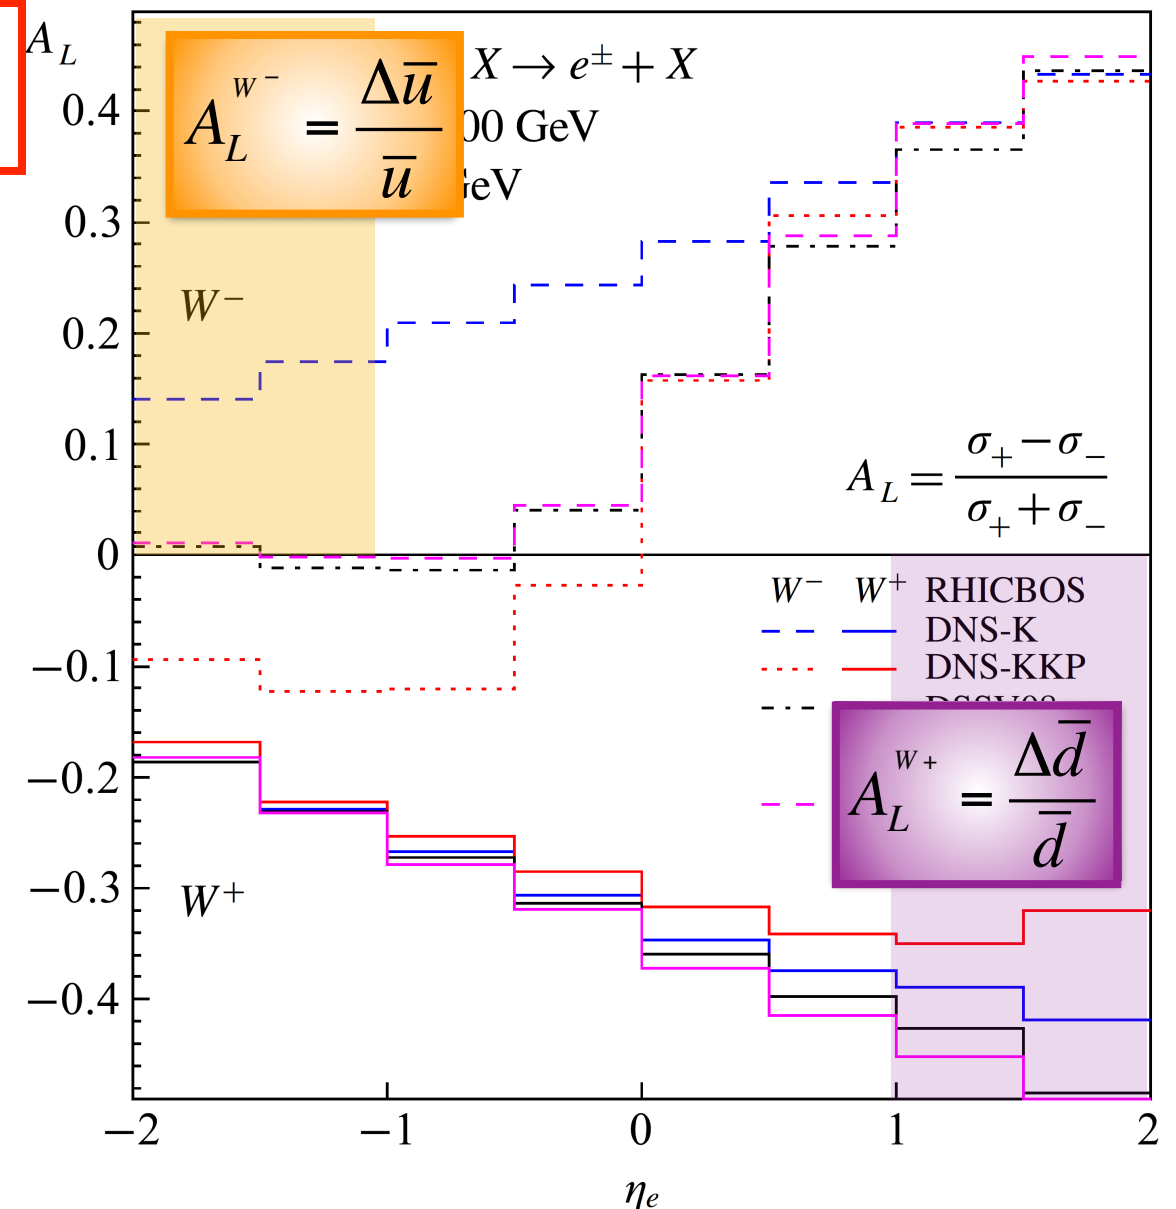 A_L
X → e^± + X
00 GeV
GeV
A_L^{W^-} = Δu̅ / u̅
0.4
0.3
W^-
0.2
0.1
A_L = (σ_+ − σ_-) / (σ_+ + σ_-)
0
W^- W^+ RHICBOS
DNS-K
−0.1
DNS-KKP
A_L^{W+} = Δd̅ / d̅
−0.2
−0.3
W^+
−0.4
−2 −1 0 1 2
η_e